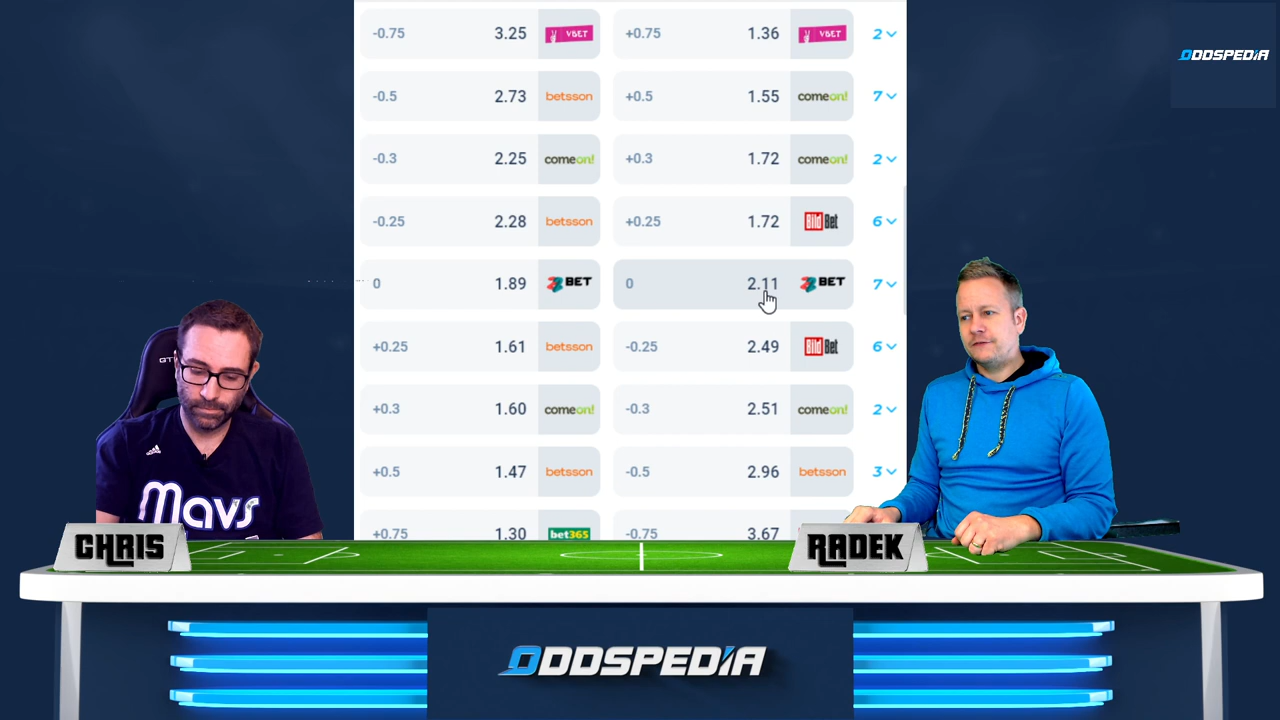 -0.75 3.25 VBET +0.75 1.36 VBET 2
ODDSPEDIA
-0.5 2.73 betsson +0.5 1.55 comeon! 7
-0.3 2.25 comeon! +0.3 1.72 comeon! 2
-0.25 2.28 betsson +0.25 1.72 BildBet 6
0 1.89 22BET 0 2.11 22BET 7
+0.25 1.61 betsson -0.25 2.49 BildBet 6
+0.3 1.60 comeon! -0.3 2.51 comeon! 2
+0.5 1.47 betsson -0.5 2.96 betsson 3
+0.75 1.30 bet365 -0.75 3.67
Mavs
CHRIS
RADEK
ODDSPEDIA